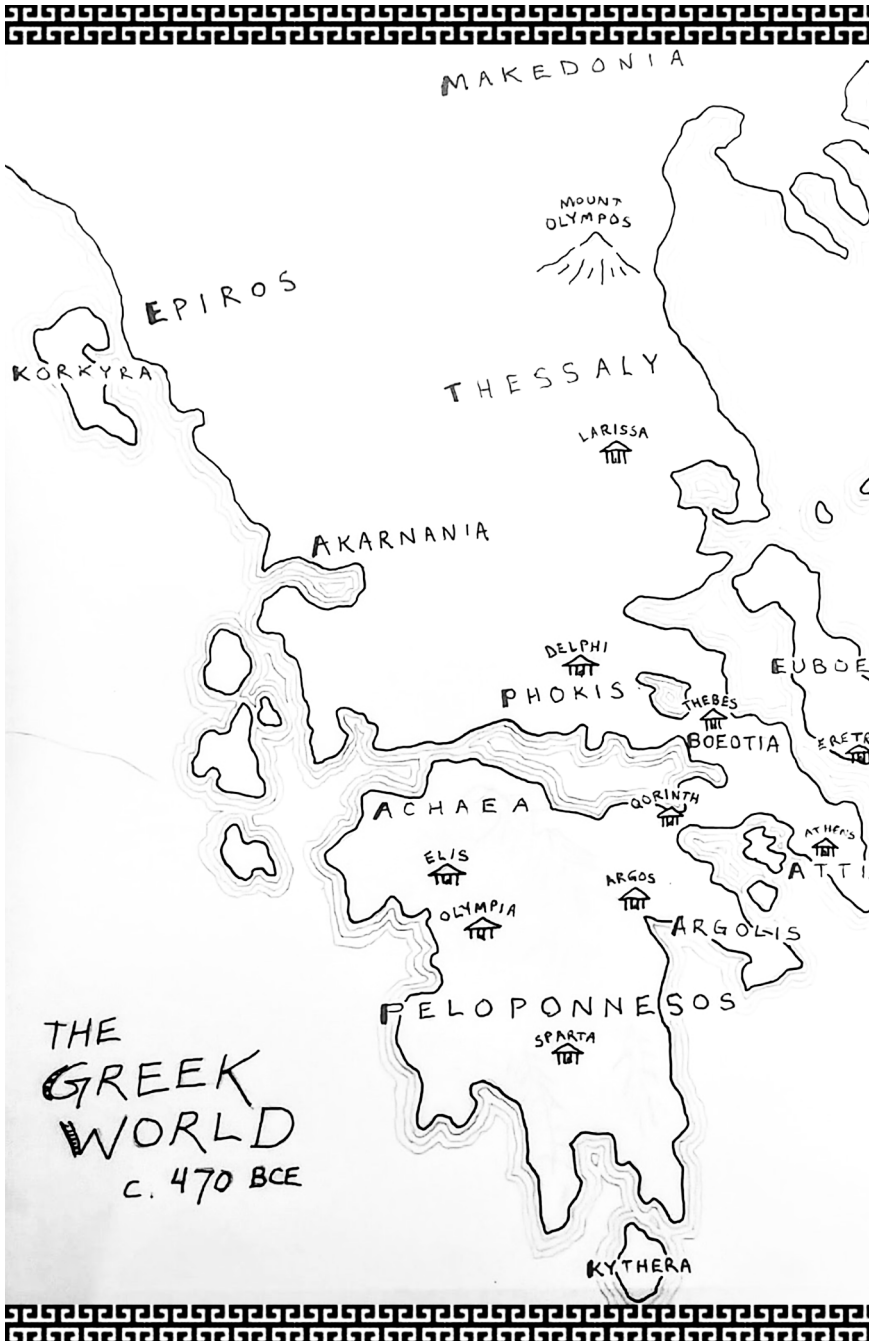 MAKEDONIA
MOUNT
OLYMPOS
EPIROS
KORKYRA
THESSALY
LARISSA
AKARNANIA
DELPHI
PHOKIS
EUBOE
THEBES
BOEOTIA
ERETR
QORINTH
ACHAEA
ATHENS
ELIS
ATTI
ARGOS
OLYMPIA
ARGOLIS
PELOPONNESOS
SPARTA
THE
GREEK
WORLD
C. 470 BCE
KYTHERA